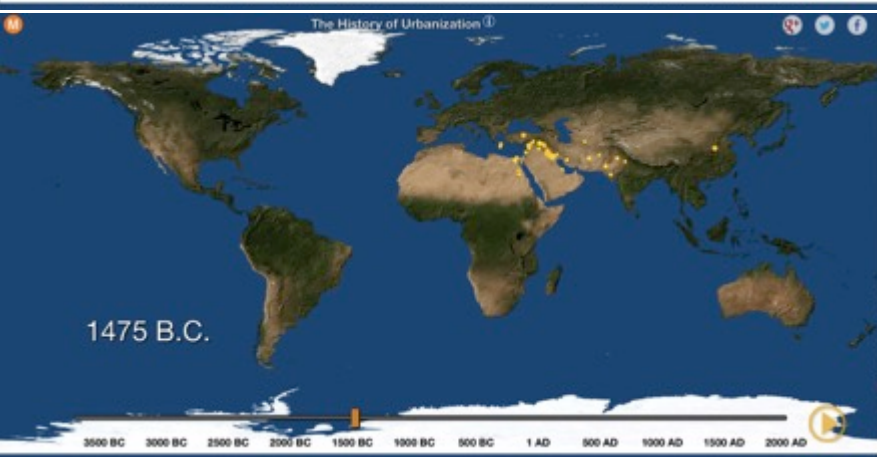 M
The History of Urbanization i
g+ f
1475 B.C.
3500 BC 3000 BC 2500 BC 2000 BC 1500 BC 1000 BC 500 BC 1 AD 500 AD 1000 AD 1500 AD 2000 AD